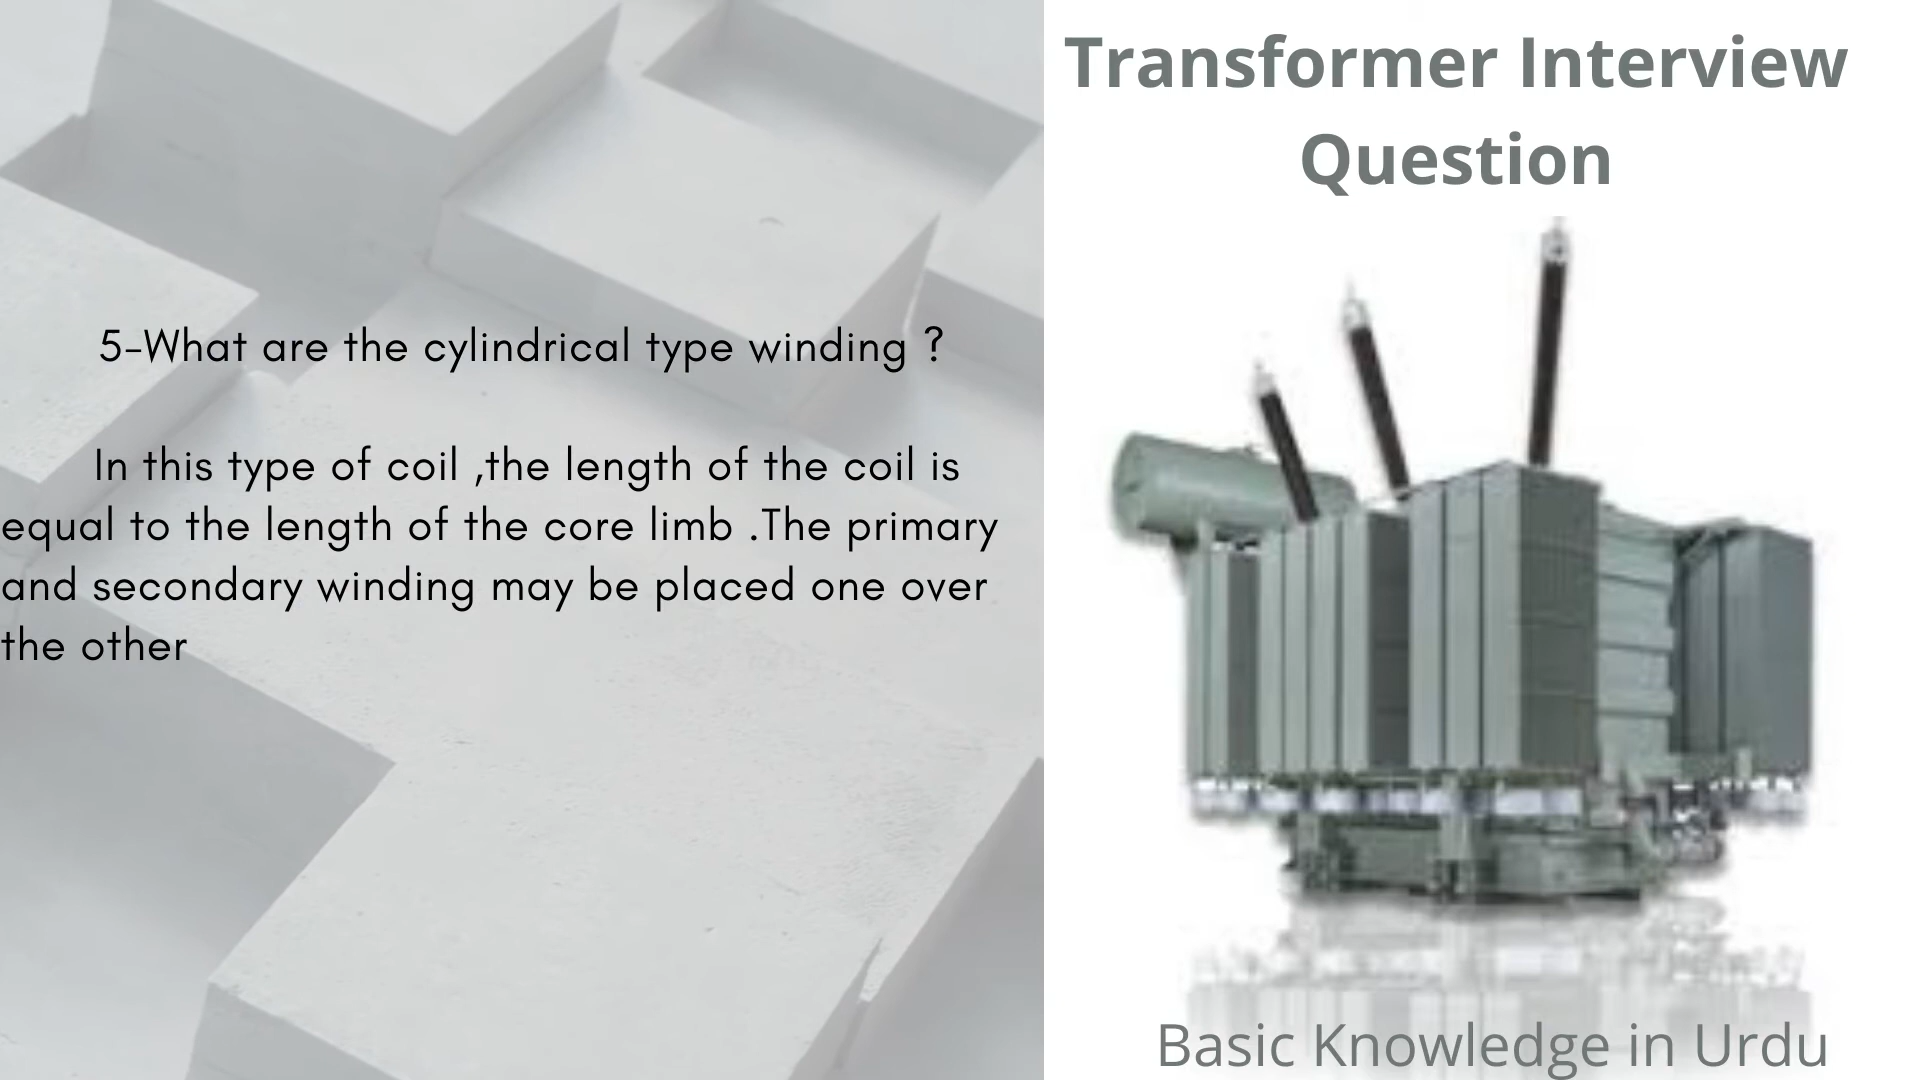 5-What are the cylindrical type winding ?
In this type of coil ,the length of the coil is
equal to the length of the core limb .The primary
and secondary winding may be placed one over
the other
Transformer Interview
Question
Basic Knowledge in Urdu